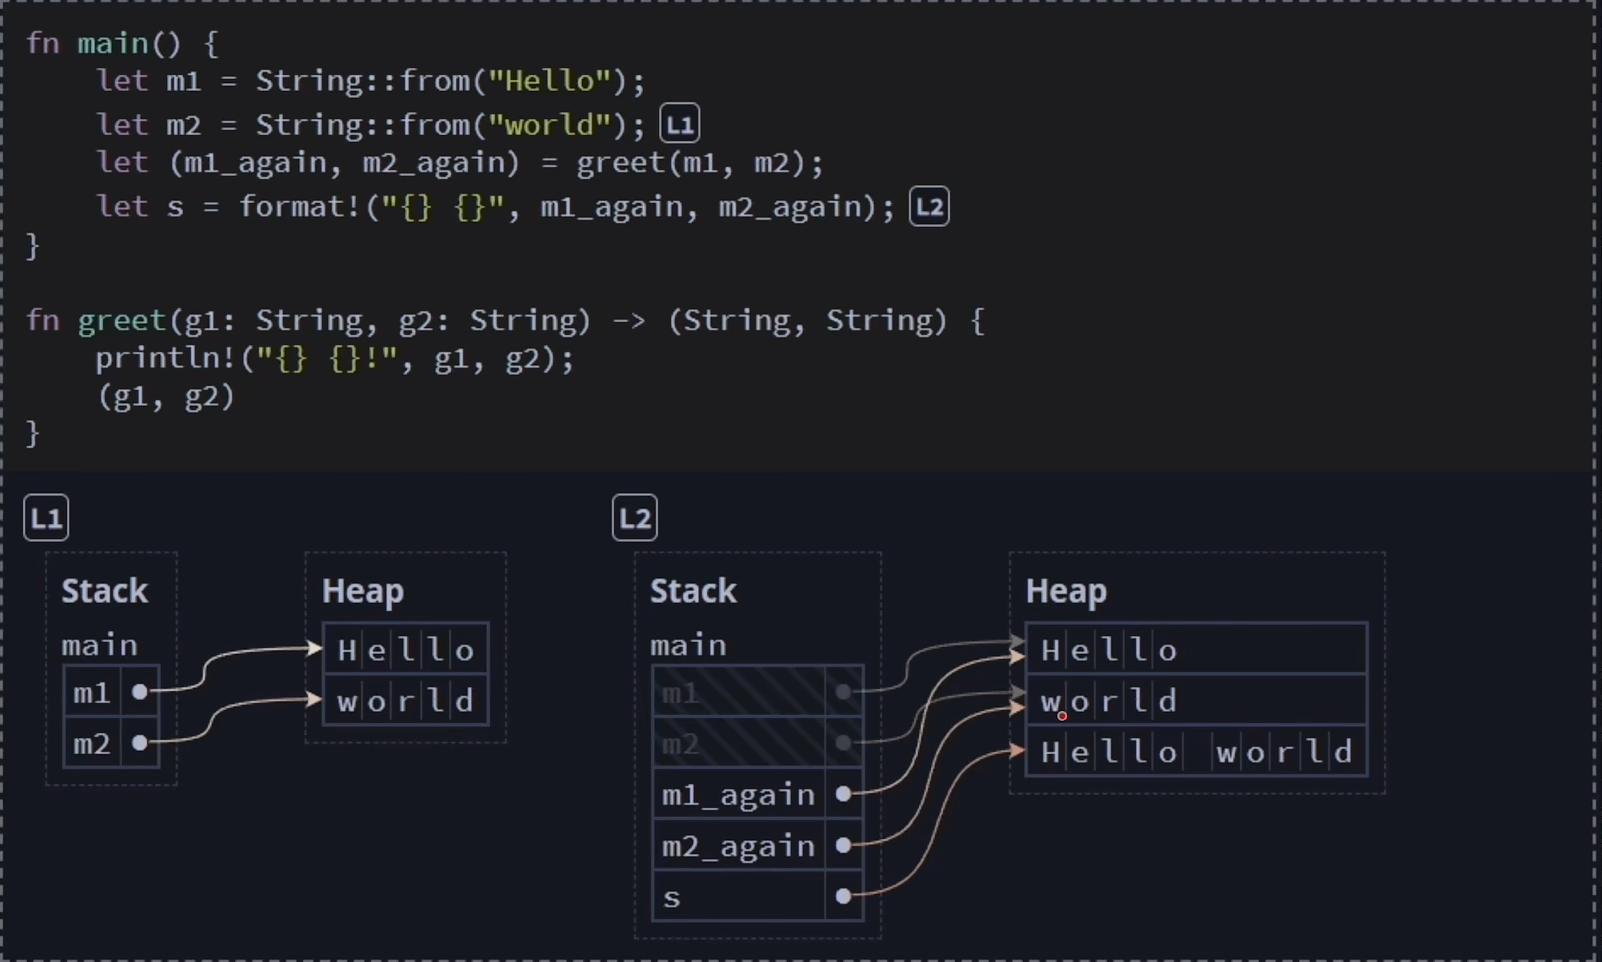 fn main() {
    let m1 = String::from("Hello");
    let m2 = String::from("world"); L1
    let (m1_again, m2_again) = greet(m1, m2);
    let s = format!("{} {}", m1_again, m2_again); L2
}
fn greet(g1: String, g2: String) -> (String, String) {
    println!("{} {}!", g1, g2);
    (g1, g2)
}
L1
Stack
main
m1
m2
Heap
Hello
world
L2
Stack
main
m1
m2
m1_again
m2_again
s
Heap
Hello
world
Hello world